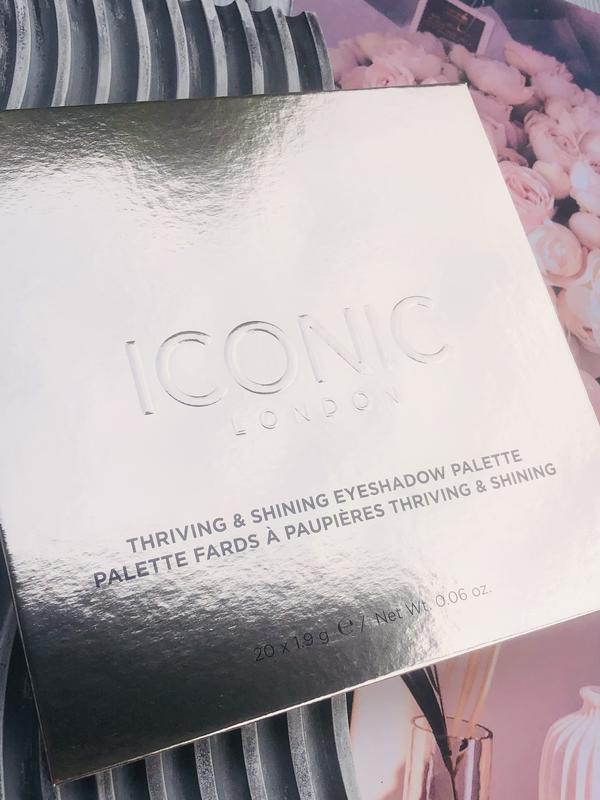 ICONIC
LONDON
THRIVING & SHINING EYESHADOW PALETTE
PALETTE FARDS À PAUPIÈRES THRIVING & SHINING
20 x 1.9 g ℮ / Net Wt. 0.06 oz.